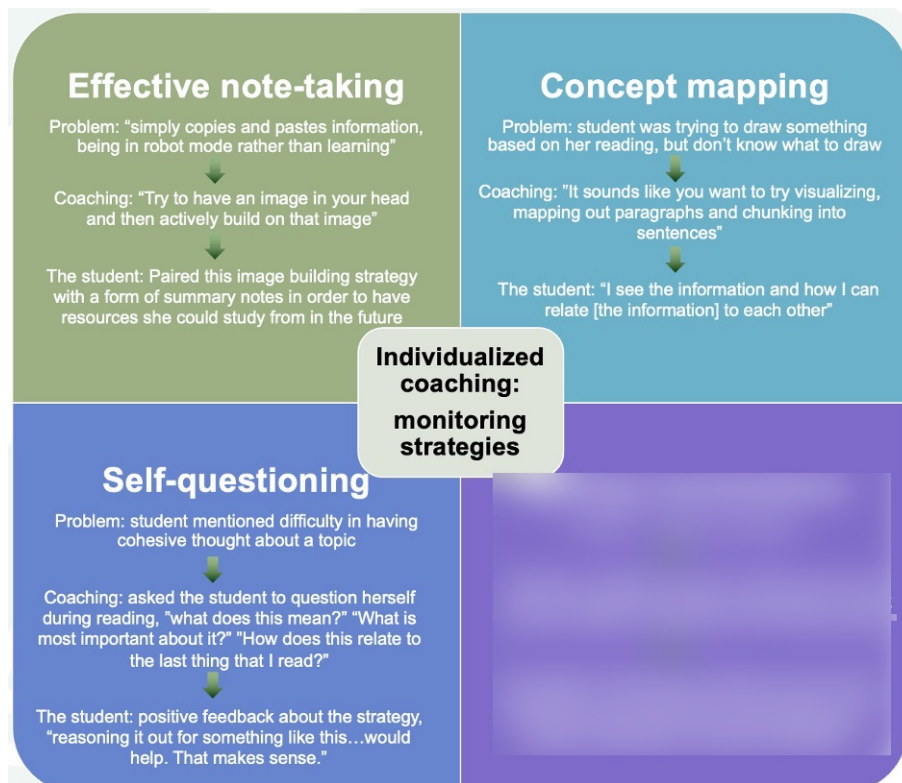 Effective note-taking
Problem: “simply copies and pastes information,
being in robot mode rather than learning”
Coaching: “Try to have an image in your head
and then actively build on that image”
The student: Paired this image building strategy
with a form of summary notes in order to have
resources she could study from in the future
Concept mapping
Problem: student was trying to draw something
based on her reading, but don’t know what to draw
Coaching: "It sounds like you want to try visualizing,
mapping out paragraphs and chunking into
sentences”
The student: “I see the information and how I can
relate [the information] to each other”
Individualized
coaching:
monitoring
strategies
Self-questioning
Problem: student mentioned difficulty in having
cohesive thought about a topic
Coaching: asked the student to question herself
during reading, ”what does this mean?” “What is
most important about it?” "How does this relate to
the last thing that I read?”
The student: positive feedback about the strategy,
“reasoning it out for something like this…would
help. That makes sense.”